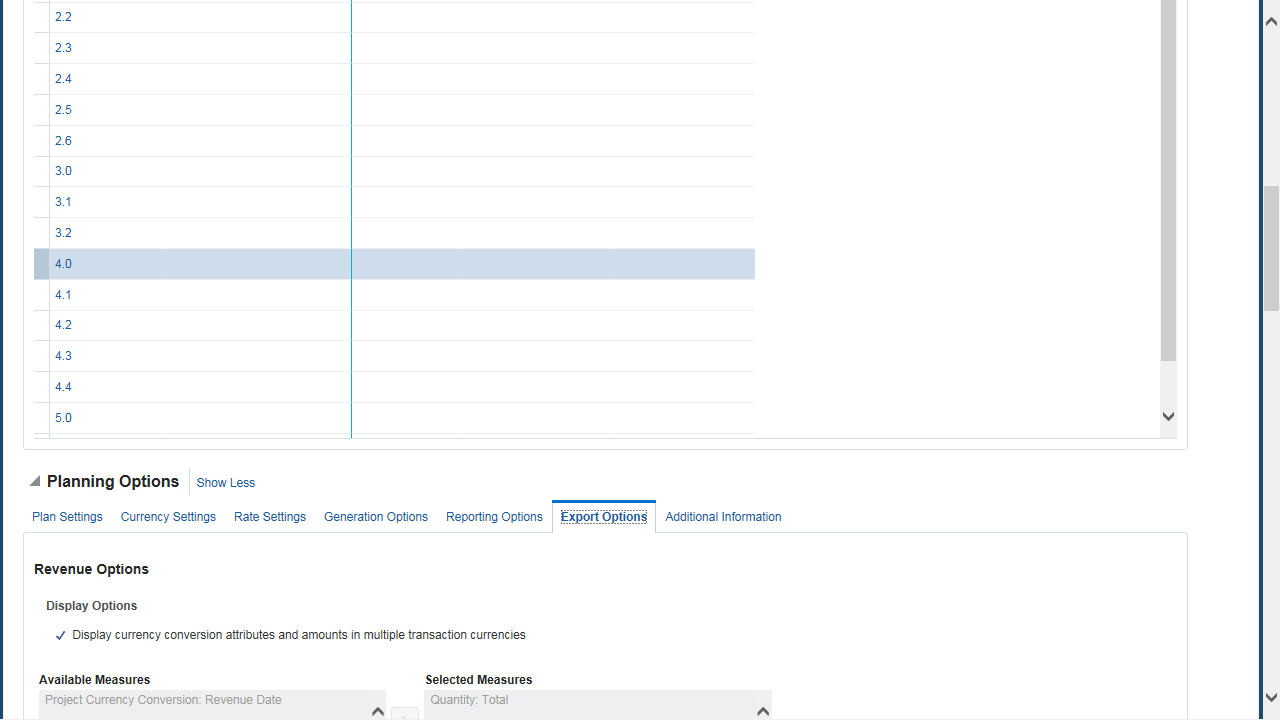 2.2
2.3
2.4
2.5
2.6
3.0
3.1
3.2
4.0
4.1
4.2
4.3
4.4
5.0
Planning Options Show Less
Plan Settings Currency Settings Rate Settings Generation Options Reporting Options Export Options Additional Information
Revenue Options
Display Options
Display currency conversion attributes and amounts in multiple transaction currencies
Available Measures Selected Measures
Project Currency Conversion: Revenue Date Quantity: Total